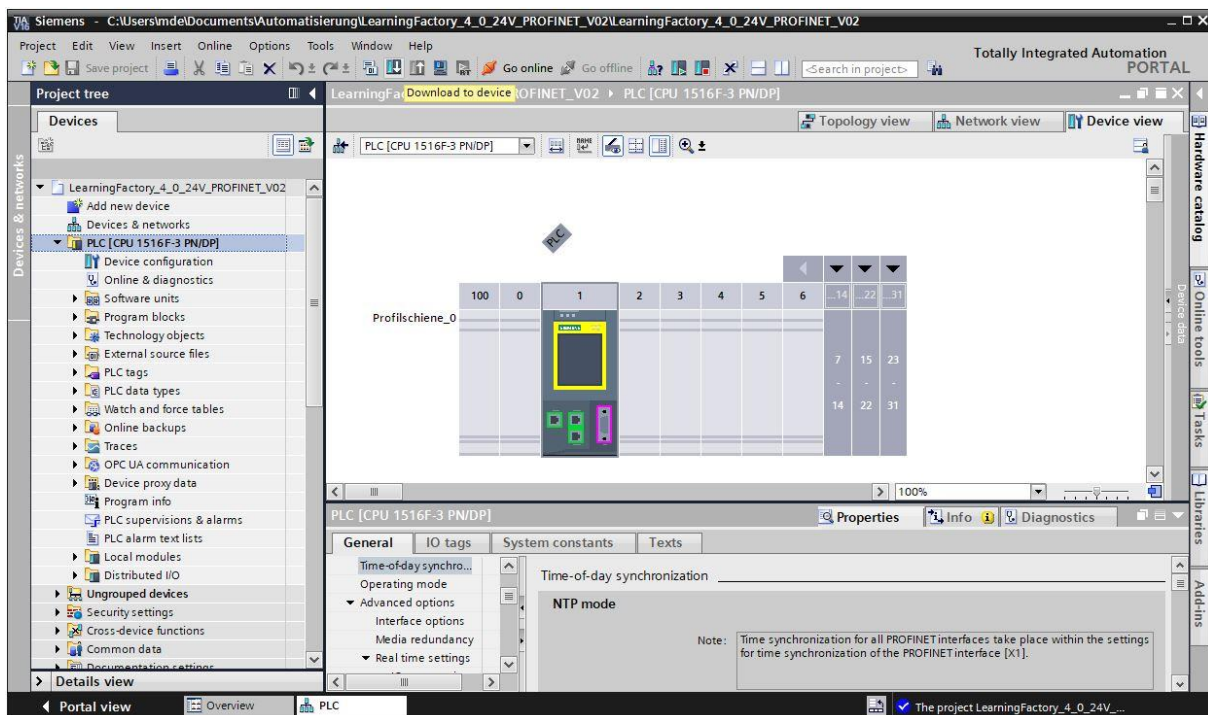 TIA V16 Siemens - C:\Users\mde\Documents\Automatisierung\LearningFactory_4_0_24V_PROFINET_V02\LearningFactory_4_0_24V_PROFINET_V02
Project Edit View Insert Online Options Tools Window Help
Totally Integrated Automation
PORTAL
Save project Go online Go offline <Search in project>
Project tree
Devices
LearningFactory_4_0_24V_PROFINET_V02
Add new device
Devices & networks
PLC [CPU 1516F-3 PN/DP]
Device configuration
Online & diagnostics
Software units
Program blocks
Technology objects
External source files
PLC tags
PLC data types
Watch and force tables
Online backups
Traces
OPC UA communication
Device proxy data
Program info
PLC supervisions & alarms
PLC alarm text lists
Local modules
Distributed I/O
Ungrouped devices
Security settings
Cross-device functions
Common data
Documentation settings
Details view
Devices & networks
Download to device
LearningFa OFINET_V02 PLC [CPU 1516F-3 PN/DP]
Topology view Network view Device view
PLC [CPU 1516F-3 PN/DP]
PLC
100 0 1 2 3 4 5 6 ...14 ...22 ...31
Profilschiene_0
SIEMENS
7 15 23
- - -
14 22 31
100%
PLC [CPU 1516F-3 PN/DP]
Properties Info Diagnostics
General IO tags System constants Texts
Time-of-day synchro...
Operating mode
Advanced options
Interface options
Media redundancy
Real time settings
Time-of-day synchronization
NTP mode
Note: Time synchronization for all PROFINET interfaces take place within the settings
for time synchronization of the PROFINET interface [X1].
Device data
Hardware catalog
Online tools
Tasks
Libraries
Add-ins
Portal view Overview PLC The project LearningFactory_4_0_24V_...